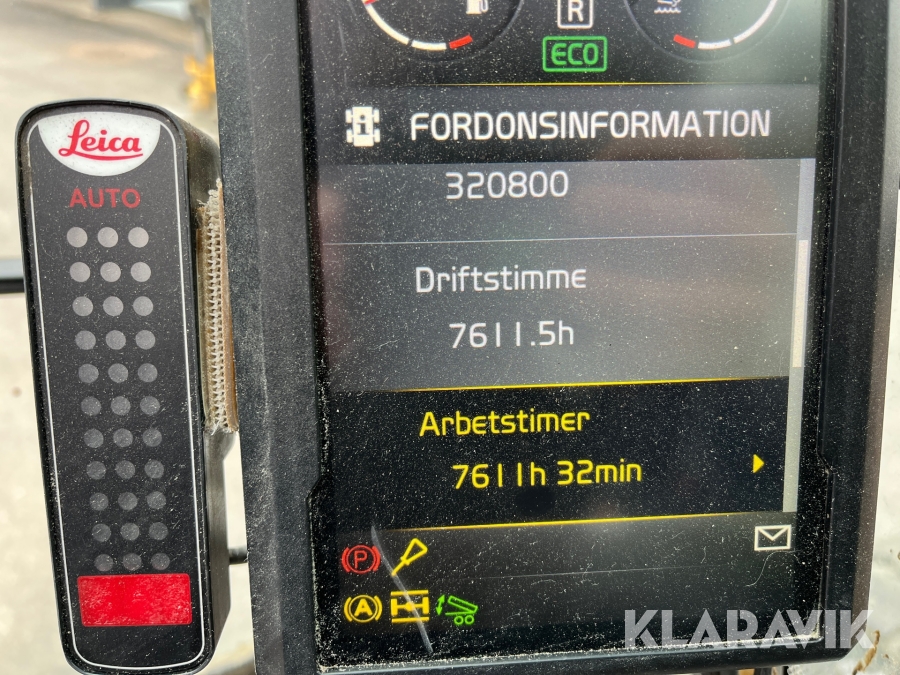 R
ECO
Leica
AUTO
FORDONSINFORMATION
320800
Driftstimme
7611.5h
Arbetstimer
7611h 32min
P
A
KLARAVIK